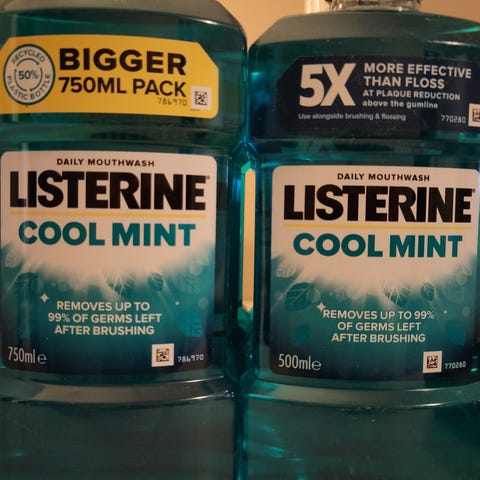 RECYCLED
50%
PLASTIC BOTTLE
BIGGER
750ML PACK
786970
DAILY MOUTHWASH
LISTERINE®
COOL MINT
REMOVES UP TO
99% OF GERMS LEFT
AFTER BRUSHING
750ml℮
786970
5X
MORE EFFECTIVE
THAN FLOSS
AT PLAQUE REDUCTION
above the gumline
Use alongside brushing & flossing
770280
DAILY MOUTHWASH
LISTERINE®
COOL MINT
REMOVES UP TO 99%
OF GERMS LEFT
AFTER BRUSHING
500ml℮
770280